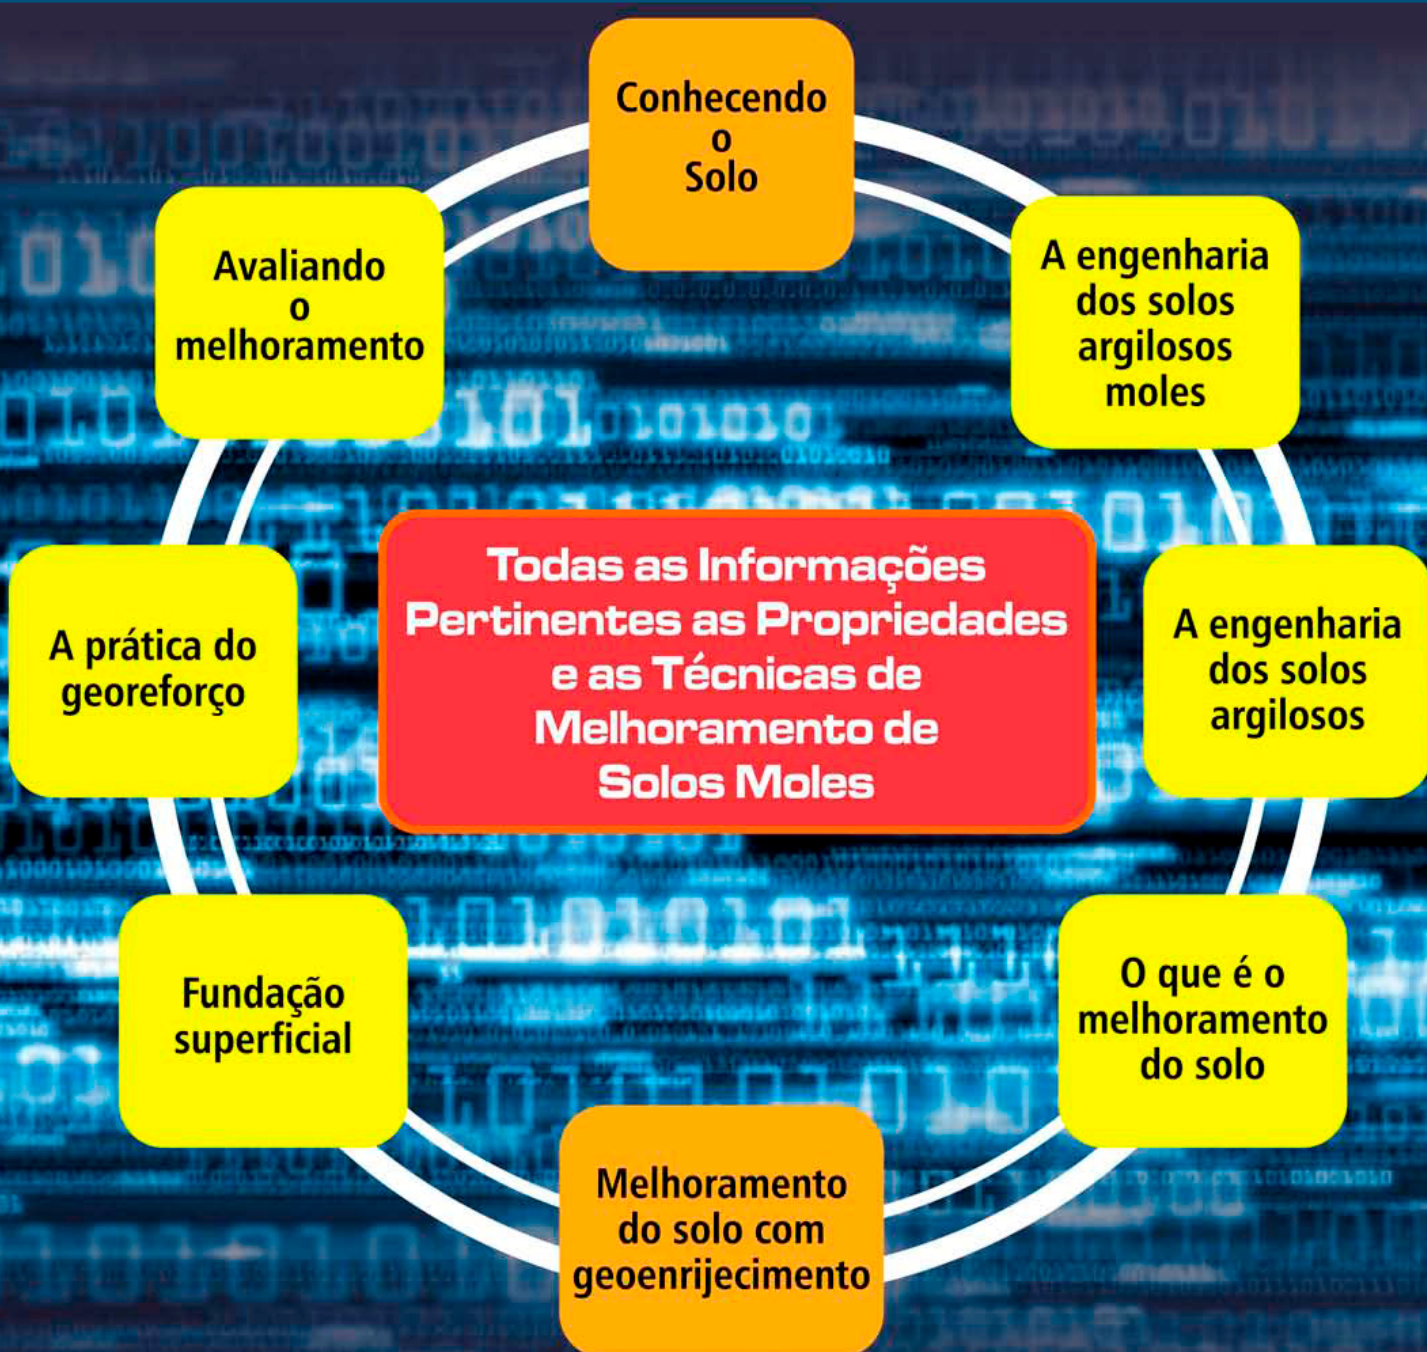 Conhecendo
o
Solo
A engenharia
dos solos
argilosos
moles
A engenharia
dos solos
argilosos
O que é o
melhoramento
do solo
Melhoramento
do solo com
geoenrijecimento
Fundação
superficial
A prática do
georeforço
Avaliando
o
melhoramento
Todas as Informações
Pertinentes as Propriedades
e as Técnicas de
Melhoramento de
Solos Moles